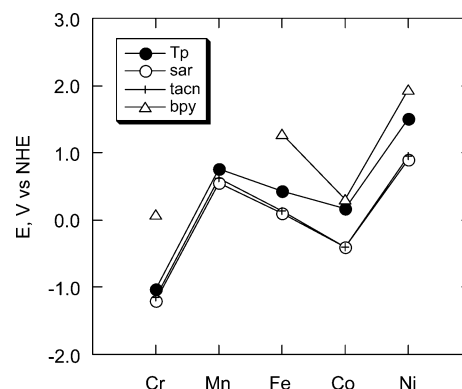 3.0
Tp
sar
tacn
bpy
2.0
1.0
0.0
-1.0
-2.0
E, V vs NHE
Cr Mn Fe Co Ni